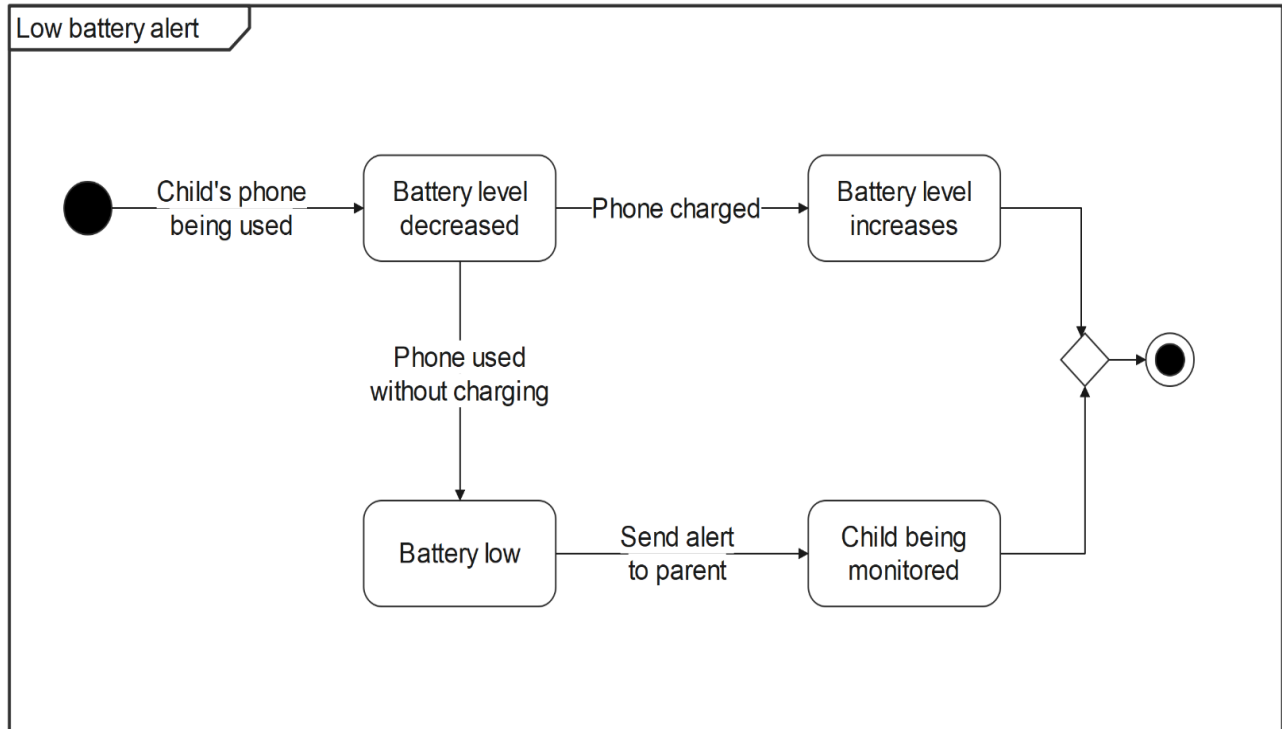 Low battery alert
Child's phone
being used
Battery level
decreased
Phone charged
Battery level
increases
Phone used
without charging
Battery low
Send alert
to parent
Child being
monitored